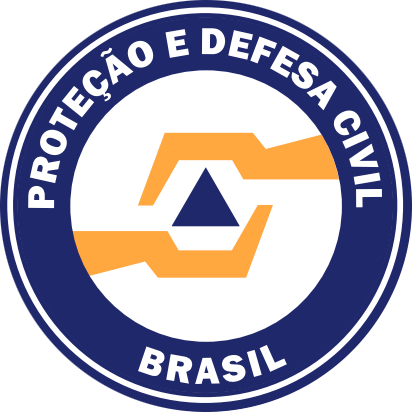 PROTEÇÃO E DEFESA CIVIL
BRASIL